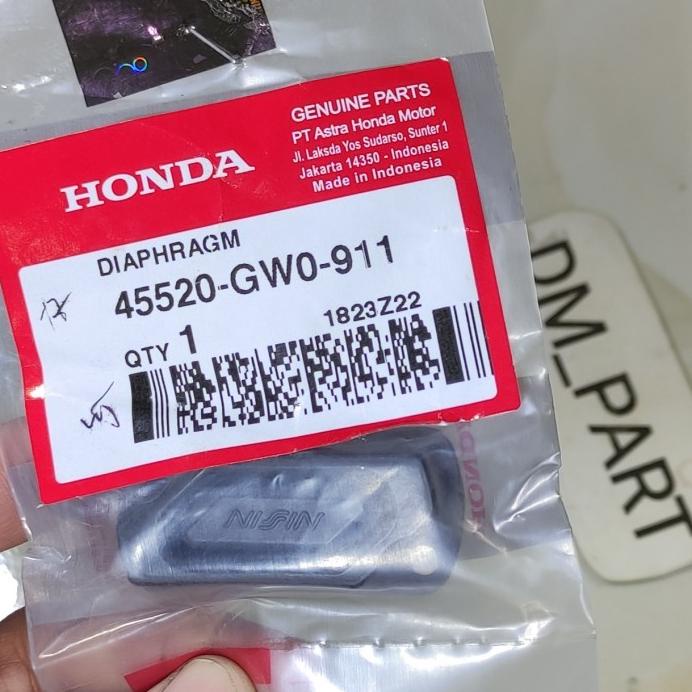 GENUINE PARTS
PT Astra Honda Motor
Jl. Laksda Yos Sudarso, Sunter 1
Jakarta 14350 - Indonesia
Made in Indonesia
HONDA
DIAPHRAGM
45520-GW0-911
1823Z22
QTY 1
NISSIN
HOND
DM_PART